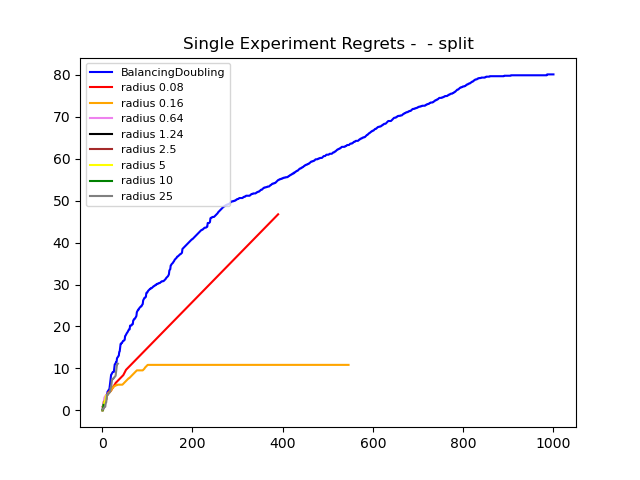 Single Experiment Regrets -  - split
BalancingDoubling
radius 0.08
radius 0.16
radius 0.64
radius 1.24
radius 2.5
radius 5
radius 10
radius 25
80
70
60
50
40
30
20
10
0
0 200 400 600 800 1000